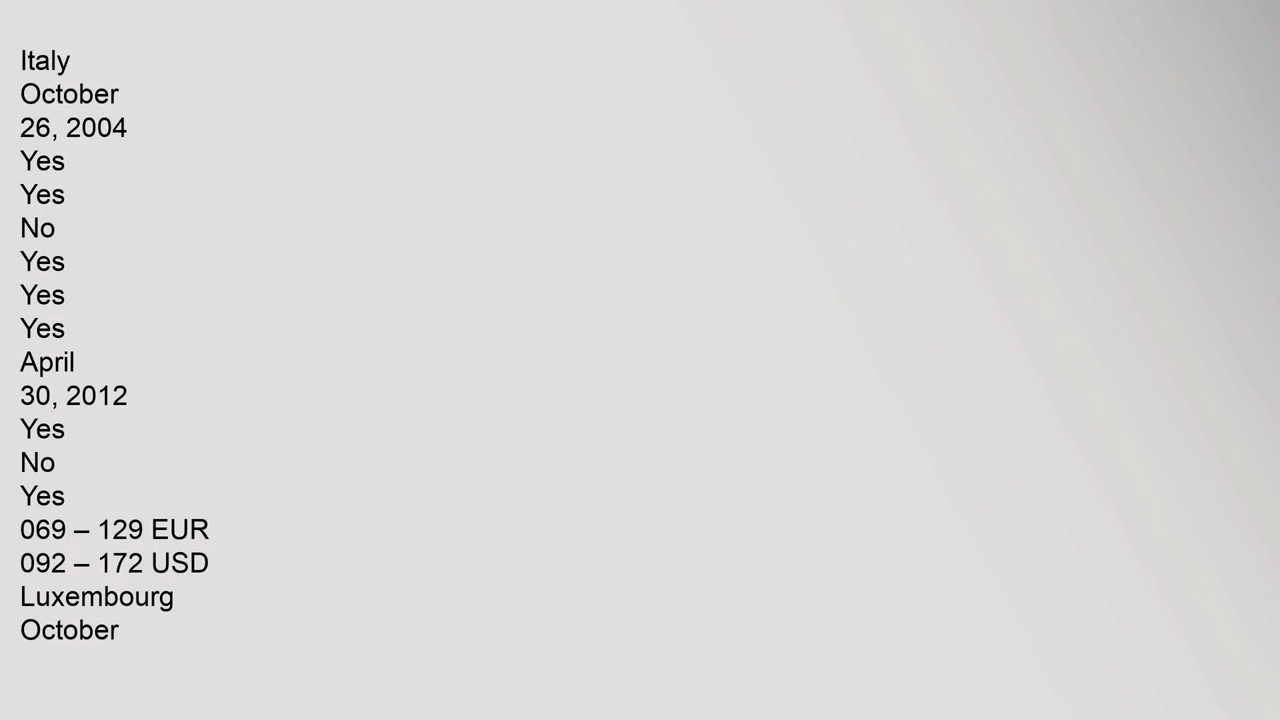 Italy
October
26, 2004
Yes
Yes
No
Yes
Yes
Yes
April
30, 2012
Yes
No
Yes
069 – 129 EUR
092 – 172 USD
Luxembourg
October